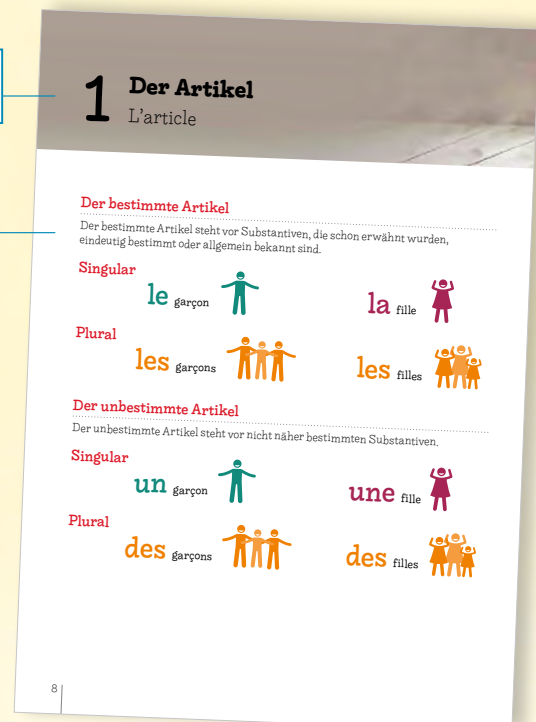 1 Der Artikel
L'article
Der bestimmte Artikel
Der bestimmte Artikel steht vor Substantiven, die schon erwähnt wurden,
eindeutig bestimmt oder allgemein bekannt sind.
Singular
le garçon
la fille
Plural
les garçons
les filles
Der unbestimmte Artikel
Der unbestimmte Artikel steht vor nicht näher bestimmten Substantiven.
Singular
un garçon
une fille
Plural
des garçons
des filles
8